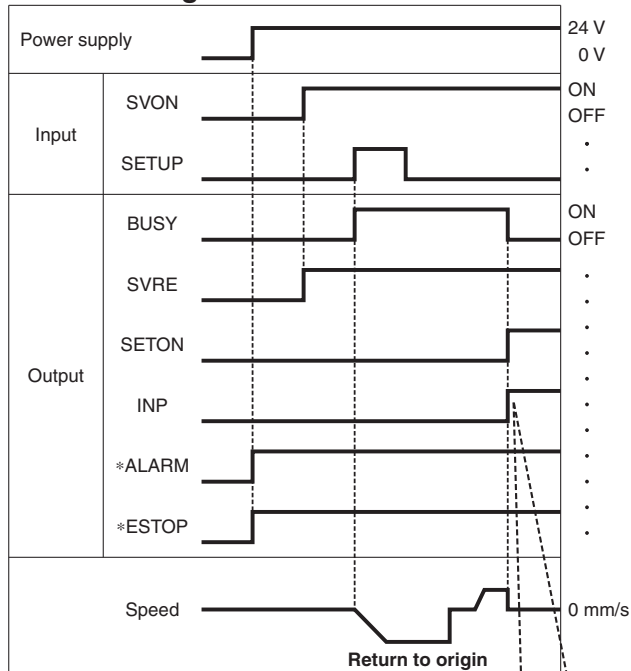 Power supply
24 V
0 V
Input
SVON
ON
OFF
SETUP
Output
BUSY
ON
OFF
SVRE
SETON
INP
*ALARM
*ESTOP
Speed
0 mm/s
Return to origin